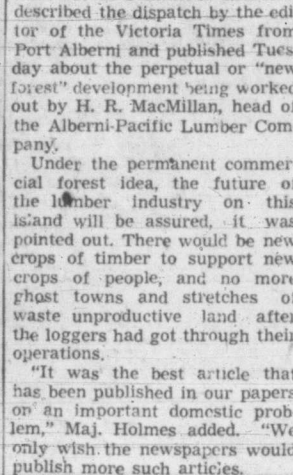 described the dispatch by the edi
tor of the Victoria Times from
Port Alberni and published Tues
day about the perpetual or "new
forest" development being worked
out by H. R. MacMillan, head of
the Alberni-Pacific Lumber Com
pany.
Under the permanent commer
cial forest idea, the future of
the lumber industry on this
island will be assured, it was
pointed out. There would be new
crops of timber to support new
crops of people, and no more
ghost towns and stretches of
waste unproductive land after
the loggers had got through their
operations.
"It was the best article that
has been published in our papers
on an important domestic prob
lem," Maj. Holmes added. "We
only wish the newspapers would
publish more such articles.